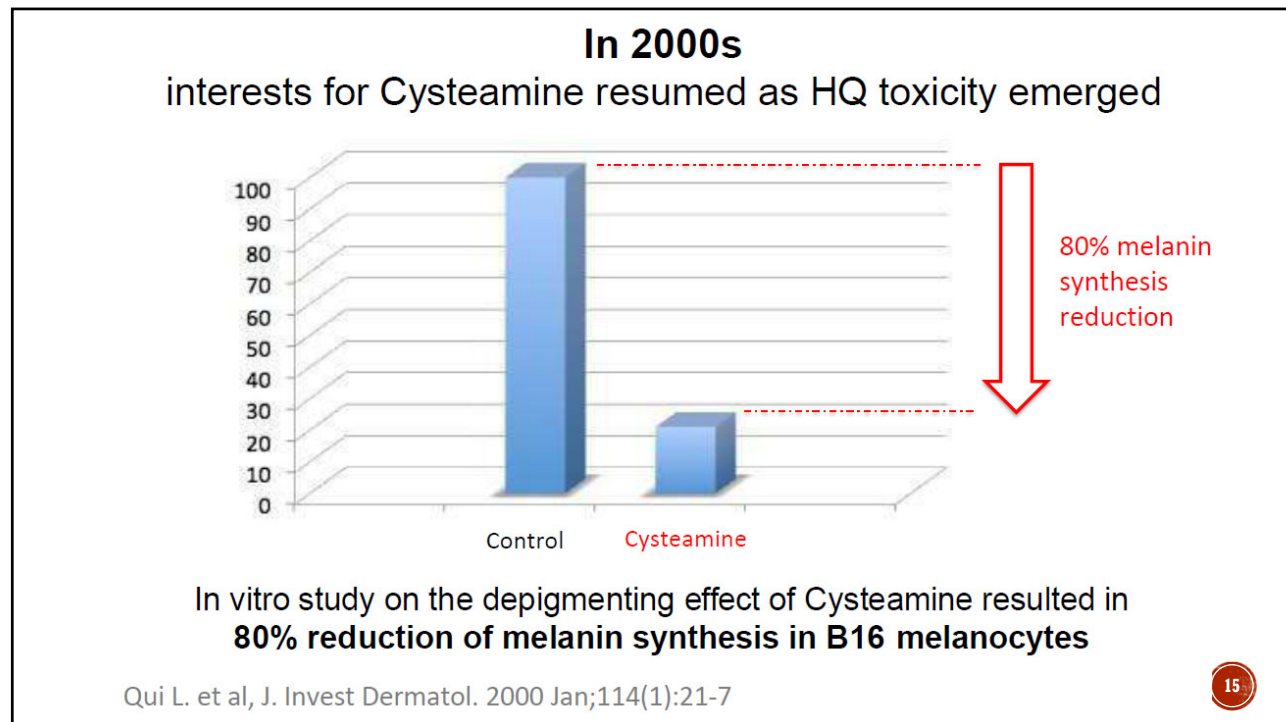 In 2000s
interests for Cysteamine resumed as HQ toxicity emerged
100
90
80
70
60
50
40
30
20
10
0
80% melanin
synthesis
reduction
Control
Cysteamine
In vitro study on the depigmenting effect of Cysteamine resulted in
80% reduction of melanin synthesis in B16 melanocytes
Qui L. et al, J. Invest Dermatol. 2000 Jan;114(1):21-7
15